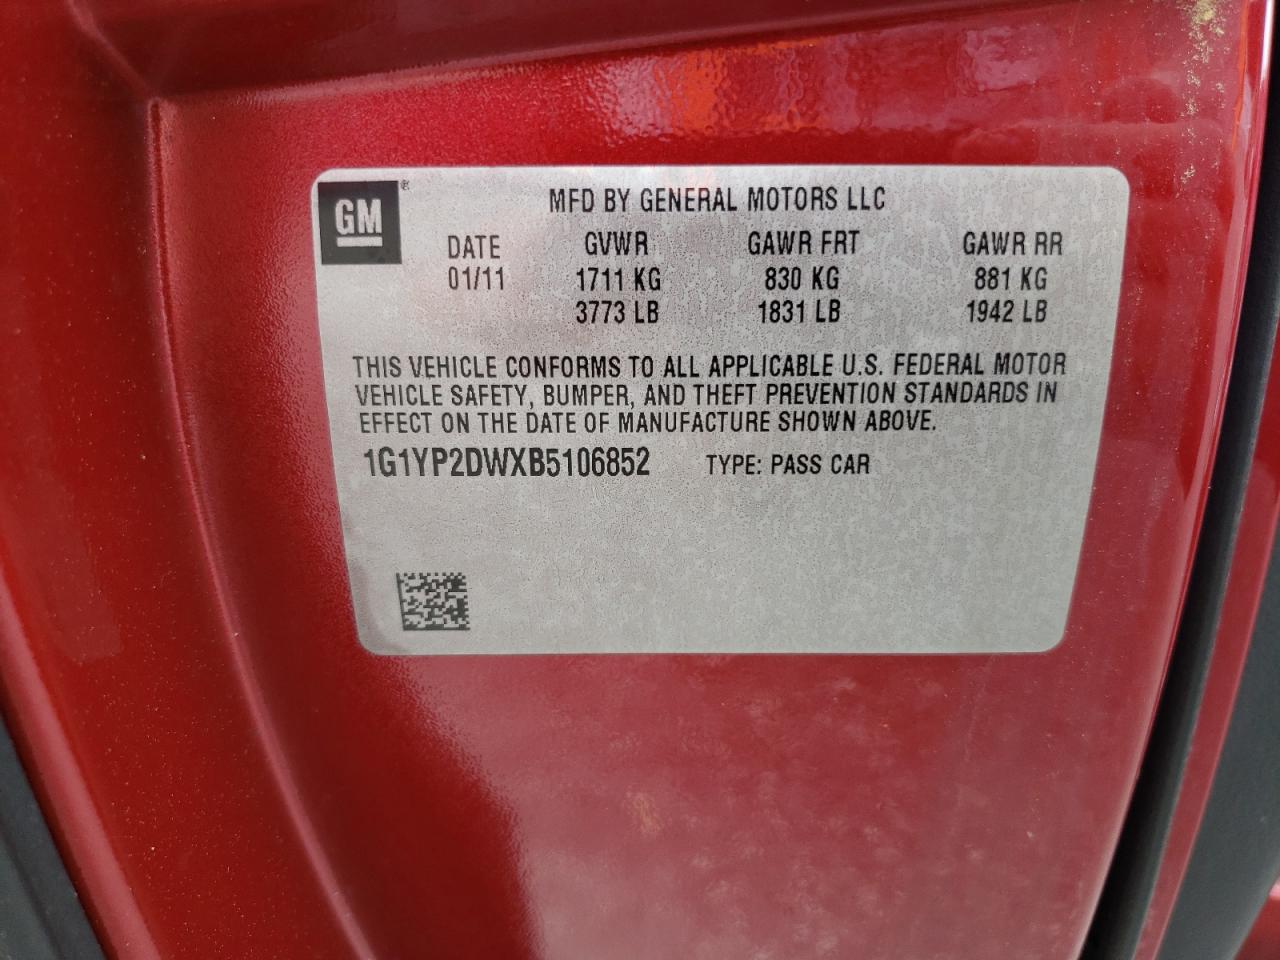 GM®
MFD BY GENERAL MOTORS LLC
DATE GVWR GAWR FRT GAWR RR
01/11 1711 KG 830 KG 881 KG
3773 LB 1831 LB 1942 LB
THIS VEHICLE CONFORMS TO ALL APPLICABLE U.S. FEDERAL MOTOR
VEHICLE SAFETY, BUMPER, AND THEFT PREVENTION STANDARDS IN
EFFECT ON THE DATE OF MANUFACTURE SHOWN ABOVE.
1G1YP2DWXB5106852 TYPE: PASS CAR